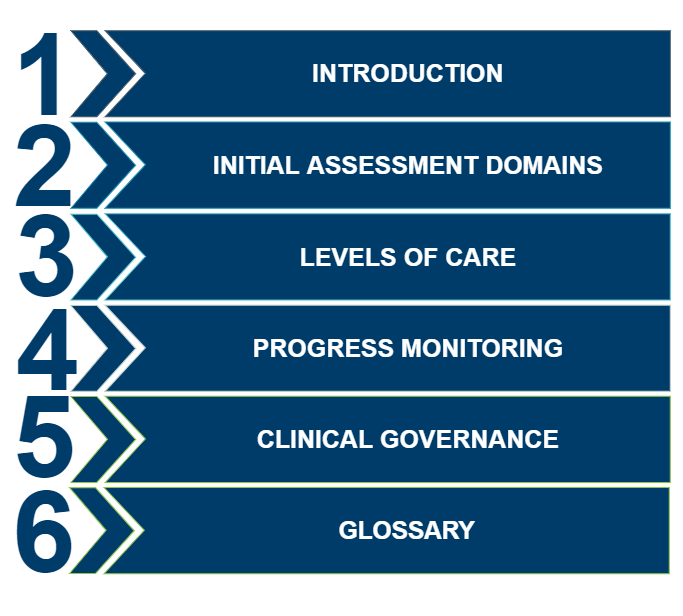 1 INTRODUCTION
2 INITIAL ASSESSMENT DOMAINS
3 LEVELS OF CARE
4 PROGRESS MONITORING
5 CLINICAL GOVERNANCE
6 GLOSSARY